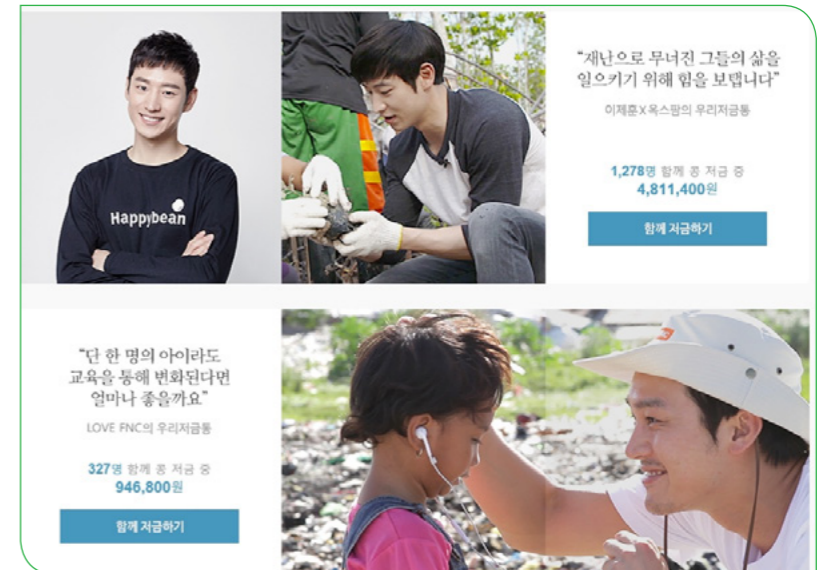 Happybean
“재난으로 무너진 그들의 삶을
일으키기 위해 힘을 보탭니다”
이제훈X옥스팜의 우리저금통
1,278명 함께 콩 저금 중
4,811,400원
함께 저금하기
“단 한 명의 아이라도
교육을 통해 변화된다면
얼마나 좋을까요”
LOVE FNC의 우리저금통
327명 함께 콩 저금 중
946,800원
함께 저금하기